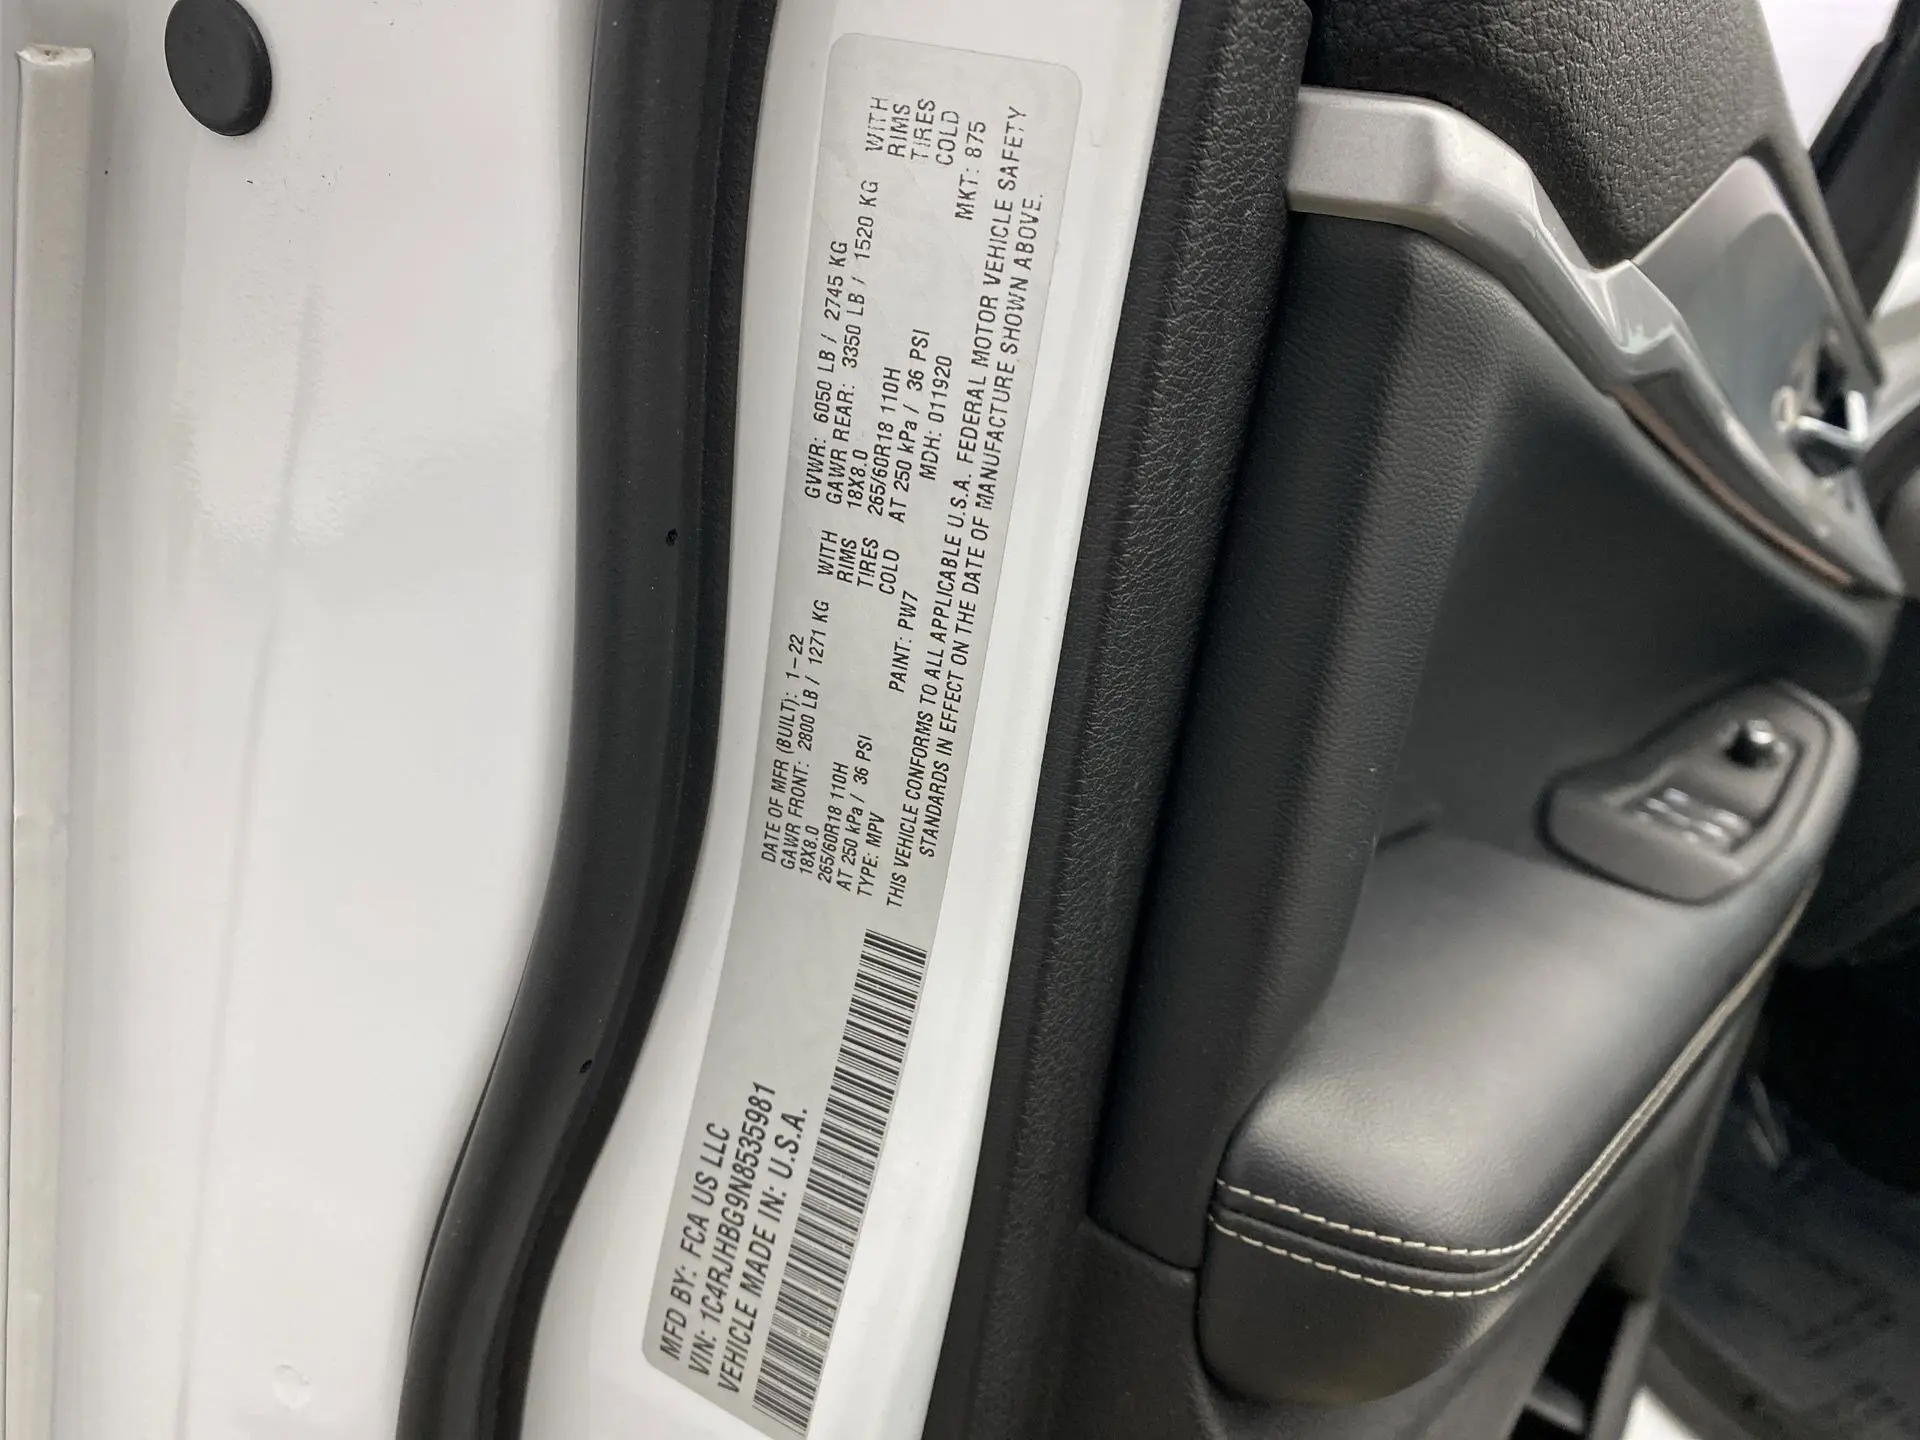 MFD BY: FCA US LLC
VIN: 1C4RJHBG9N8535981
VEHICLE MADE IN: U.S.A.
DATE OF MFR (BUILT): 1-22 GVWR: 6050 LB / 2745 KG
GAWR FRONT: 2800 LB / 1271 KG WITH GAWR REAR: 3350 LB / 1520 KG WITH
18X8.0 RIMS 18X8.0 RIMS
265/60R18 110H TIRES 265/60R18 110H TIRES
AT 250 kPa / 36 PSI COLD AT 250 kPa / 36 PSI COLD
TYPE: MPV PAINT: PW7 MDH: 011920 MKT: 875
THIS VEHICLE CONFORMS TO ALL APPLICABLE U.S.A. FEDERAL MOTOR VEHICLE SAFETY
STANDARDS IN EFFECT ON THE DATE OF MANUFACTURE SHOWN ABOVE.